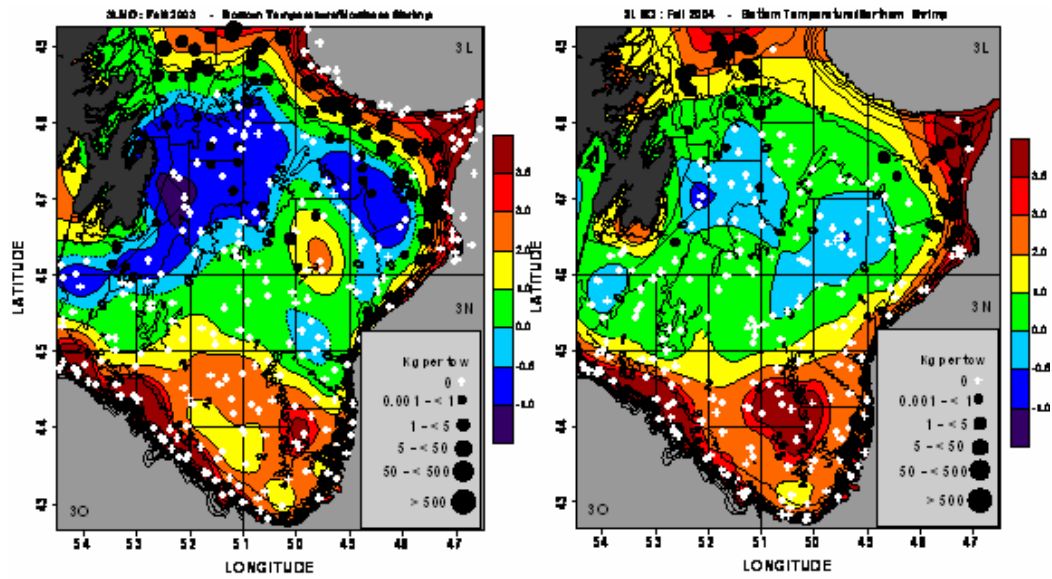 3LNO: Fall 2003 - Bottom Temperature/Northern Shrimp
3LNO: Fall 2004 - Bottom Temperature/Northern Shrimp
3L
3L
49
48
47
46
45
44
43
49
48
47
46
45
44
43
LATITUDE
LATITUDE
3.5
3.0
2.0
1.0
0.0
-0.5
-1.0
3.5
3.0
2.0
1.0
0.0
-0.5
-1.0
3N
3N
Kg per tow
0
0.001 - < 1
1 - < 5
5 - < 50
50 - < 500
> 500
Kg per tow
0
0.001 - < 1
1 - < 5
5 - < 50
50 - < 500
> 500
3O
3O
54 53 52 51 50 49 48 47
54 53 52 51 50 49 48 47
LONGITUDE
LONGITUDE